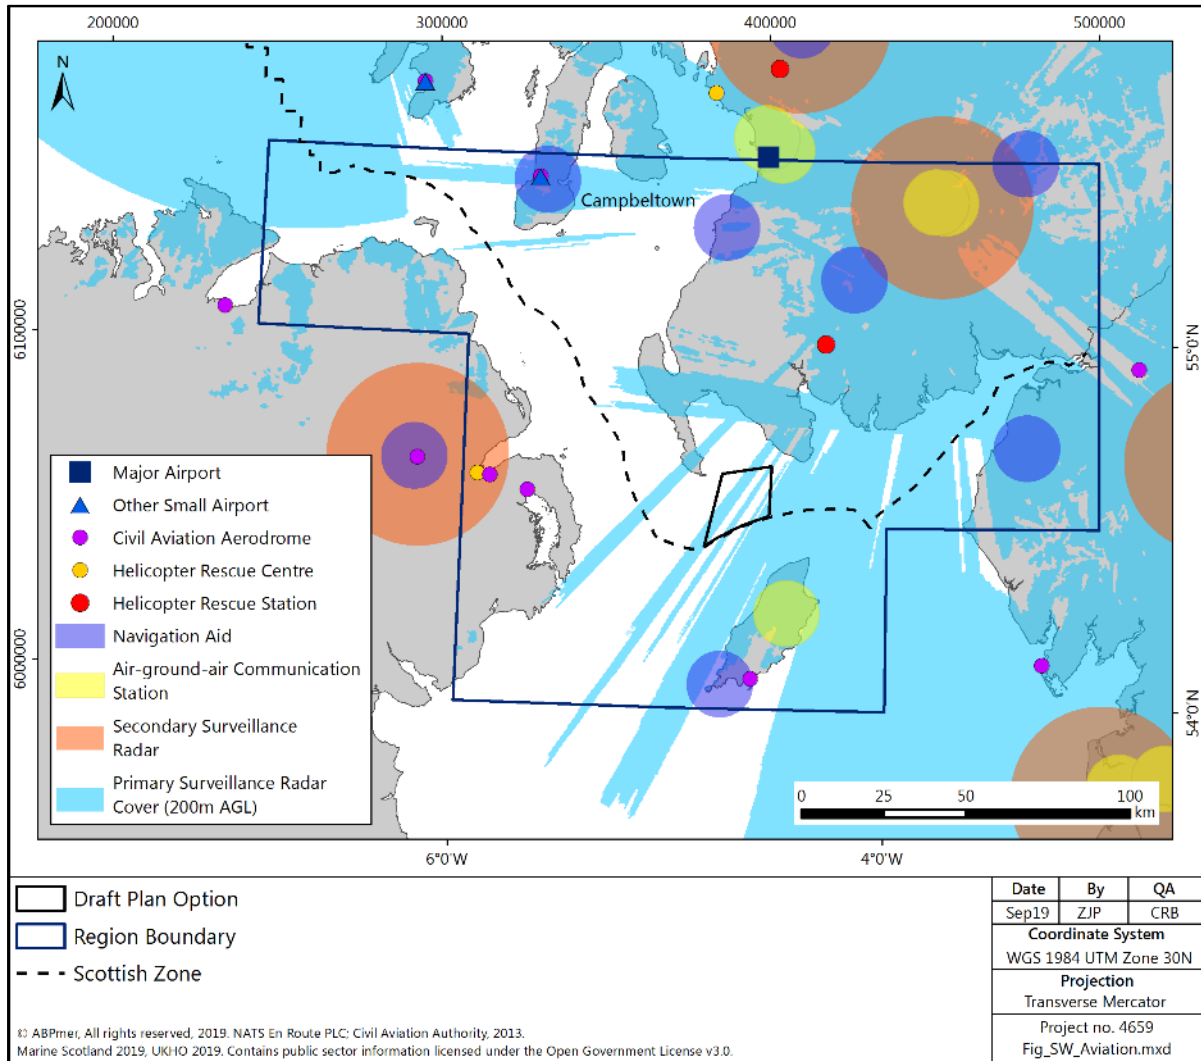 200000
300000
400000
500000
N
Campbeltown
6100000
6000000
55°0'N
54°0'N
Major Airport
Other Small Airport
Civil Aviation Aerodrome
Helicopter Rescue Centre
Helicopter Rescue Station
Navigation Aid
Air-ground-air Communication
Station
Secondary Surveillance
Radar
Primary Surveillance Radar
Cover (200m AGL)
0 25 50 100
km
6°0'W
4°0'W
Draft Plan Option
Region Boundary
Scottish Zone
Date By QA
Sep19 ZJP CRB
Coordinate System
WGS 1984 UTM Zone 30N
Projection
Transverse Mercator
Project no. 4659
Fig_SW_Aviation.mxd
© ABPmer, All rights reserved, 2019. NATS En Route PLC; Civil Aviation Authority, 2013.
Marine Scotland 2019, UKHO 2019. Contains public sector information licensed under the Open Government License v3.0.